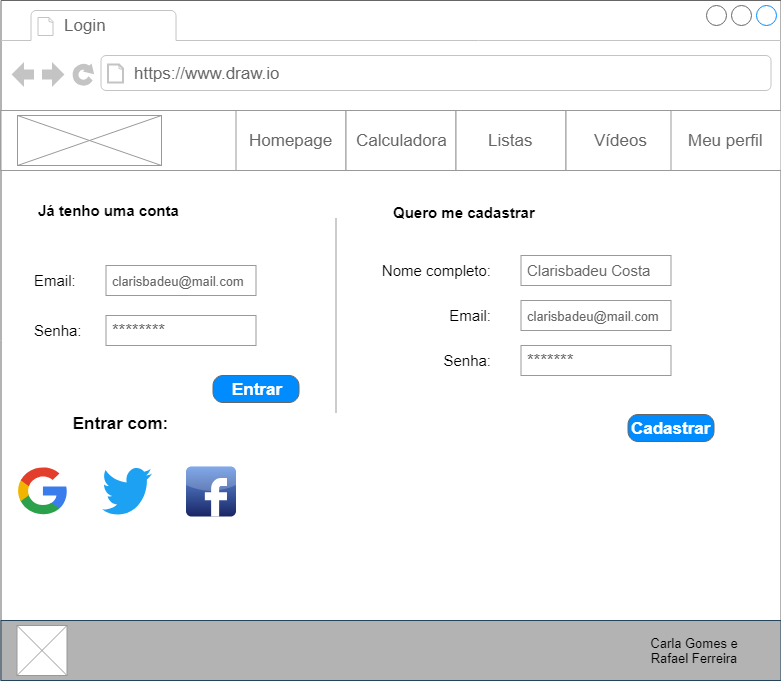 Login
https://www.draw.io
Homepage
Calculadora
Listas
Vídeos
Meu perfil
Já tenho uma conta
Email:
clarisbadeu@mail.com
Senha:
********
Entrar
Entrar com:
Quero me cadastrar
Nome completo:
Clarisbadeu Costa
Email:
clarisbadeu@mail.com
Senha:
*******
Cadastrar
Carla Gomes e
Rafael Ferreira